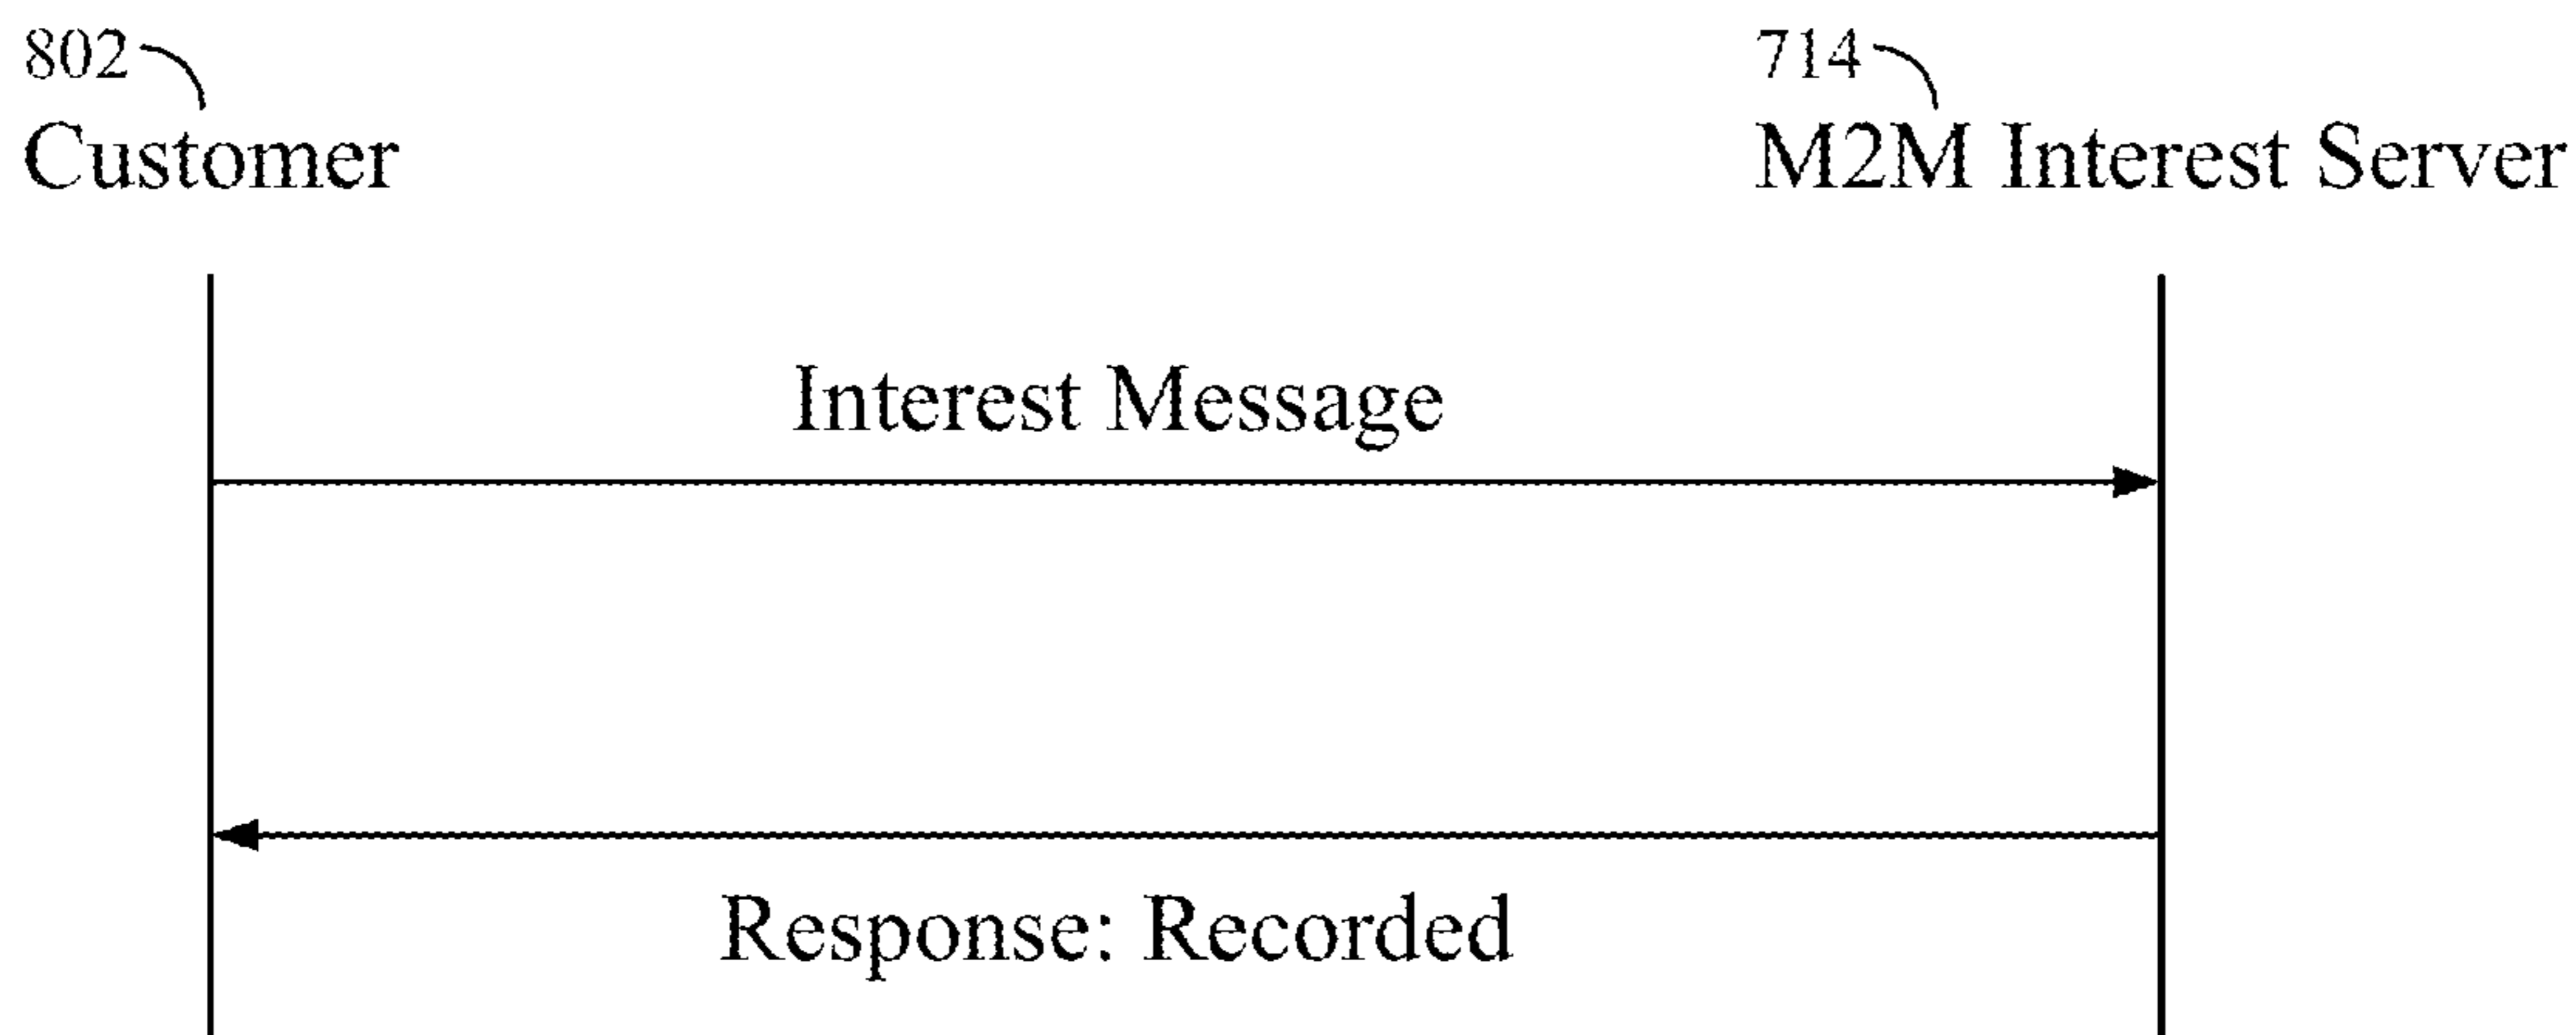 802
714
Customer
M2M Interest Server
Interest Message
Response: Recorded